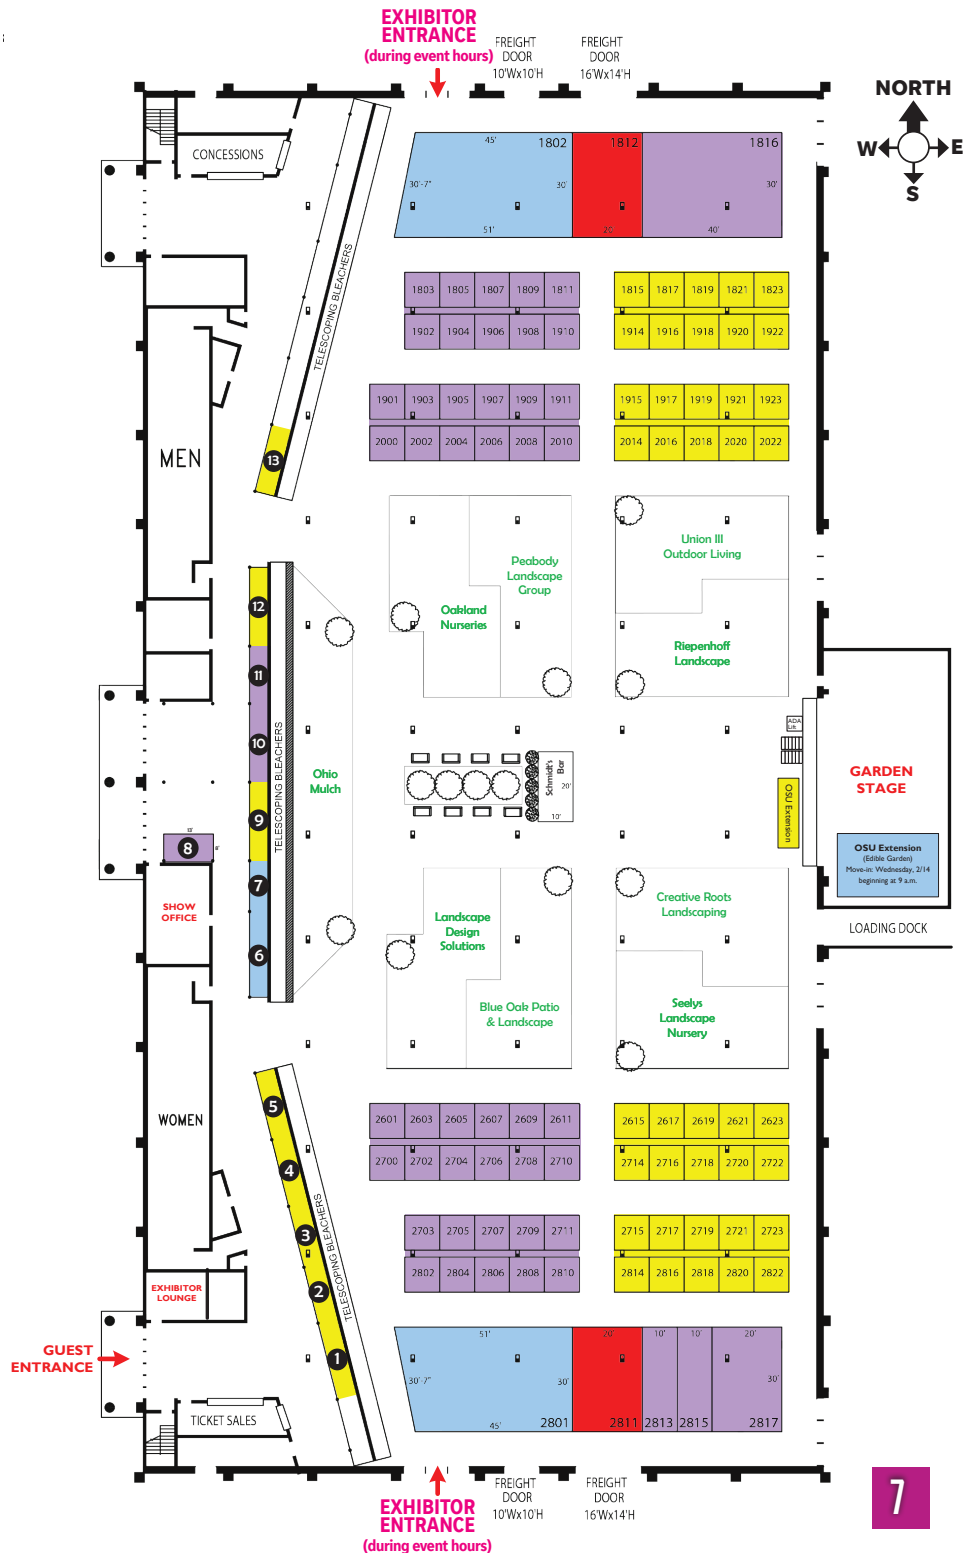 EXHIBITOR
ENTRANCE
(during event hours)
FREIGHT
DOOR
10'Wx10'H
FREIGHT
DOOR
16'Wx14'H
NORTH
W
E
S
CONCESSIONS
45'
1802
1812
1816
30'-7"
30'
30'
51'
20'
40'
TELESCOPING BLEACHERS
1803 1805 1807 1809 1811
1815 1817 1819 1821 1823
1902 1904 1906 1908 1910
1914 1916 1918 1920 1922
1901 1903 1905 1907 1909 1911
1915 1917 1919 1921 1923
2000 2002 2004 2006 2008 2010
2014 2016 2018 2020 2022
MEN
13
Peabody
Landscape
Group
Oakland
Nurseries
Union III
Outdoor Living
Riepenhoff
Landscape
12
11
10
9
8
13'
7
6
TELESCOPING BLEACHERS
Ohio
Mulch
Schmidt's
Bar
20'
10'
ADA
Lift
OSU Extension
GARDEN
STAGE
OSU Extension
(Edible Garden)
Move-in: Wednesday, 2/14
beginning at 9 a.m.
SHOW
OFFICE
LOADING DOCK
Landscape
Design
Solutions
Blue Oak Patio
& Landscape
Creative Roots
Landscaping
Seelys
Landscape
Nursery
WOMEN
5
4
3
2
1
TELESCOPING BLEACHERS
2601 2603 2605 2607 2609 2611
2615 2617 2619 2621 2623
2700 2702 2704 2706 2708 2710
2714 2716 2718 2720 2722
2703 2705 2707 2709 2711
2715 2717 2719 2721 2723
2802 2804 2806 2808 2810
2814 2816 2818 2820 2822
EXHIBITOR
LOUNGE
GUEST
ENTRANCE
TICKET SALES
51'
20'
10'
10'
20'
30'-7"
30'
30'
45'
2801
2811
2813
2815
2817
EXHIBITOR
ENTRANCE
(during event hours)
FREIGHT
DOOR
10'Wx10'H
FREIGHT
DOOR
16'Wx14'H
7